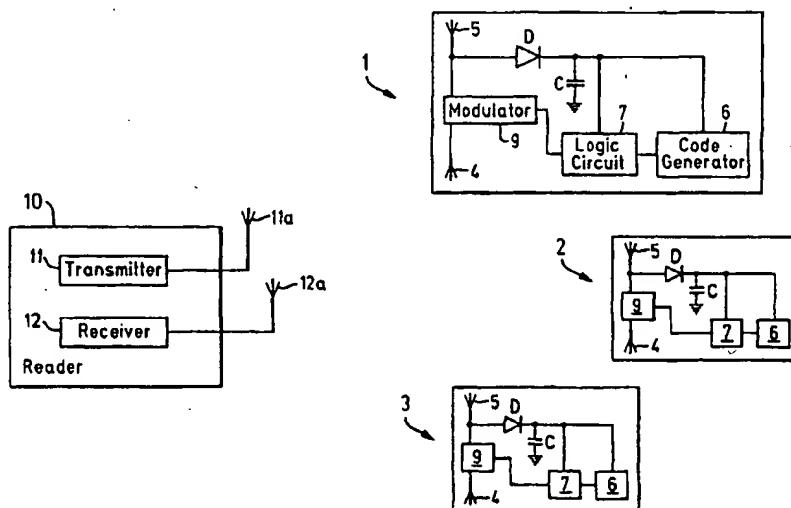 5
D
1
C
Modulator
9
7
6
Logic
Circuit
Code
Generator
4
10
11a
11
Transmitter
12a
12
Receiver
Reader
2
5
D
9
C
4
7
6
3
5
D
9
C
4
7
6